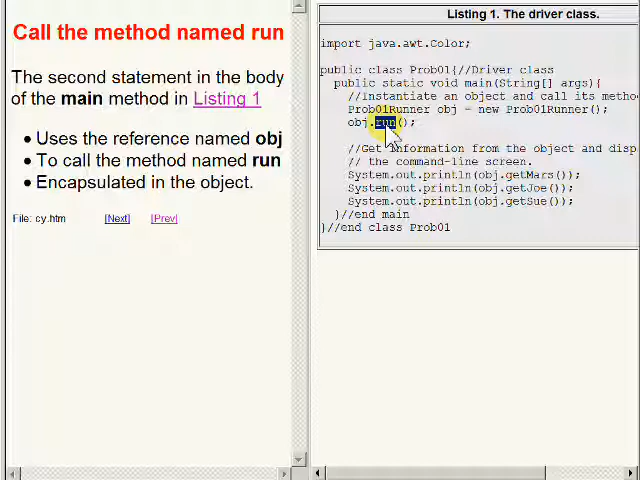 Call the method named run
The second statement in the body
of the main method in Listing 1
• Uses the reference named obj
• To call the method named run
• Encapsulated in the object.
File: cy.htm [Next] [Prev]
Listing 1. The driver class.
import java.awt.Color;
public class Prob01{//Driver class
public static void main(String[] args){
//Instantiate an object and call its metho
Prob01Runner obj = new Prob01Runner();
obj.run();
//Get information from the object and disp
// the command-line screen.
System.out.println(obj.getMars());
System.out.println(obj.getJoe());
System.out.println(obj.getSue());
}//end main
}//end class Prob01